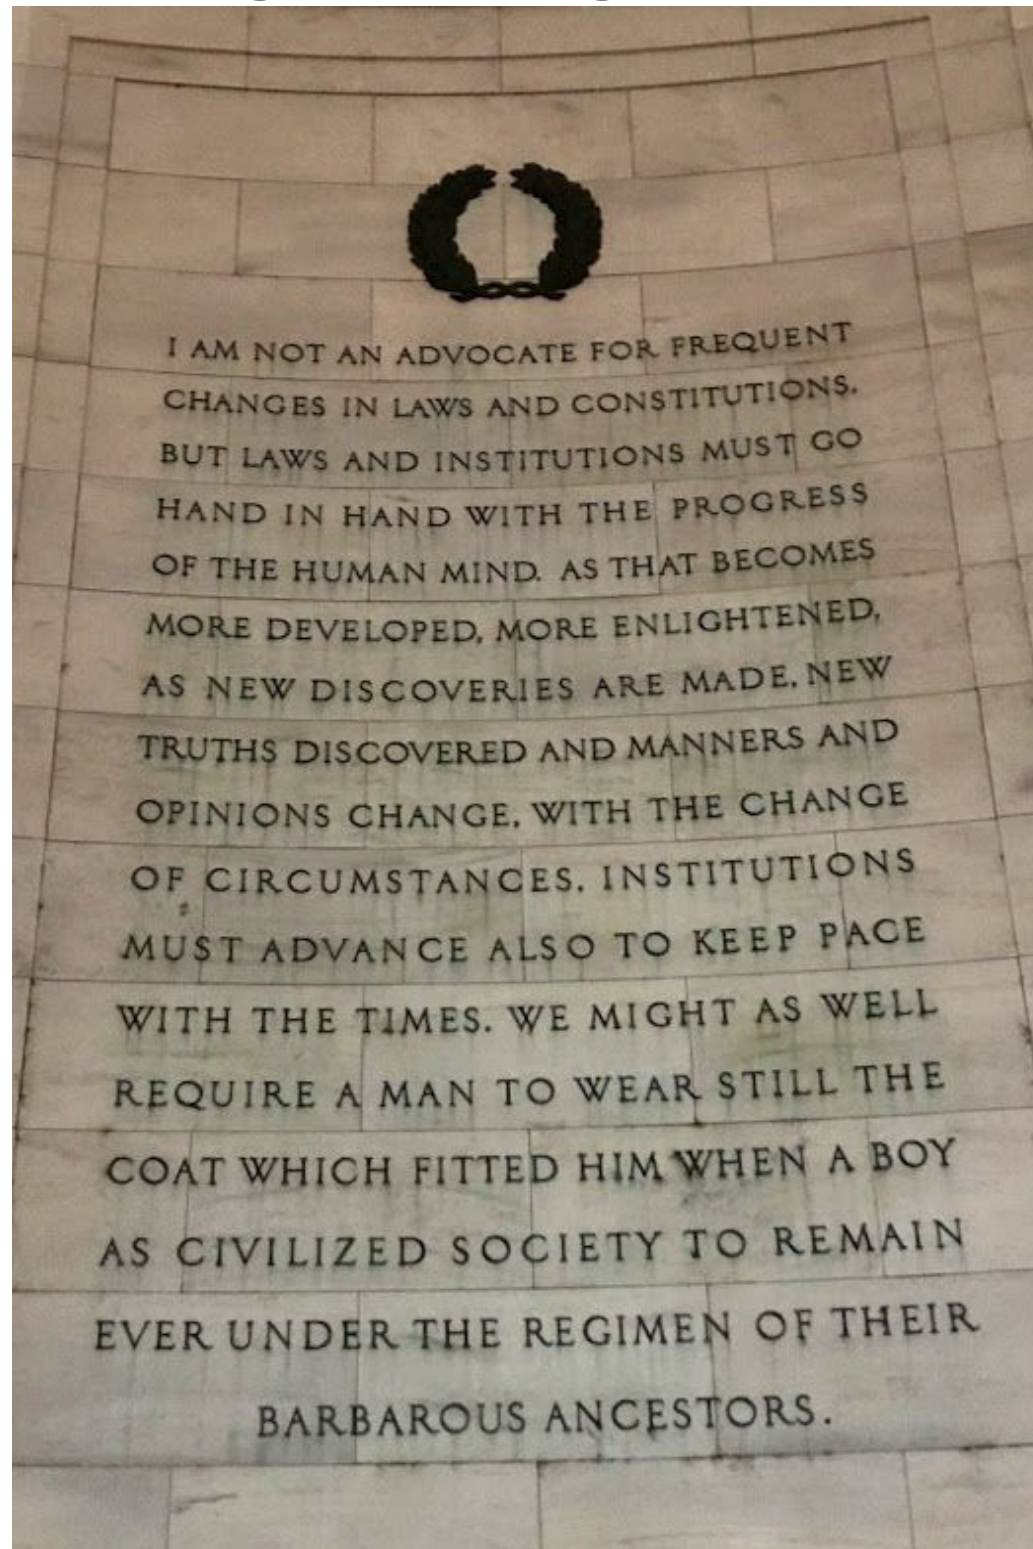 I AM NOT AN ADVOCATE FOR FREQUENT
CHANGES IN LAWS AND CONSTITUTIONS.
BUT LAWS AND INSTITUTIONS MUST GO
HAND IN HAND WITH THE PROGRESS
OF THE HUMAN MIND. AS THAT BECOMES
MORE DEVELOPED, MORE ENLIGHTENED,
AS NEW DISCOVERIES ARE MADE, NEW
TRUTHS DISCOVERED AND MANNERS AND
OPINIONS CHANGE, WITH THE CHANGE
OF CIRCUMSTANCES, INSTITUTIONS
MUST ADVANCE ALSO TO KEEP PACE
WITH THE TIMES. WE MIGHT AS WELL
REQUIRE A MAN TO WEAR STILL THE
COAT WHICH FITTED HIM WHEN A BOY
AS CIVILIZED SOCIETY TO REMAIN
EVER UNDER THE REGIMEN OF THEIR
BARBAROUS ANCESTORS.